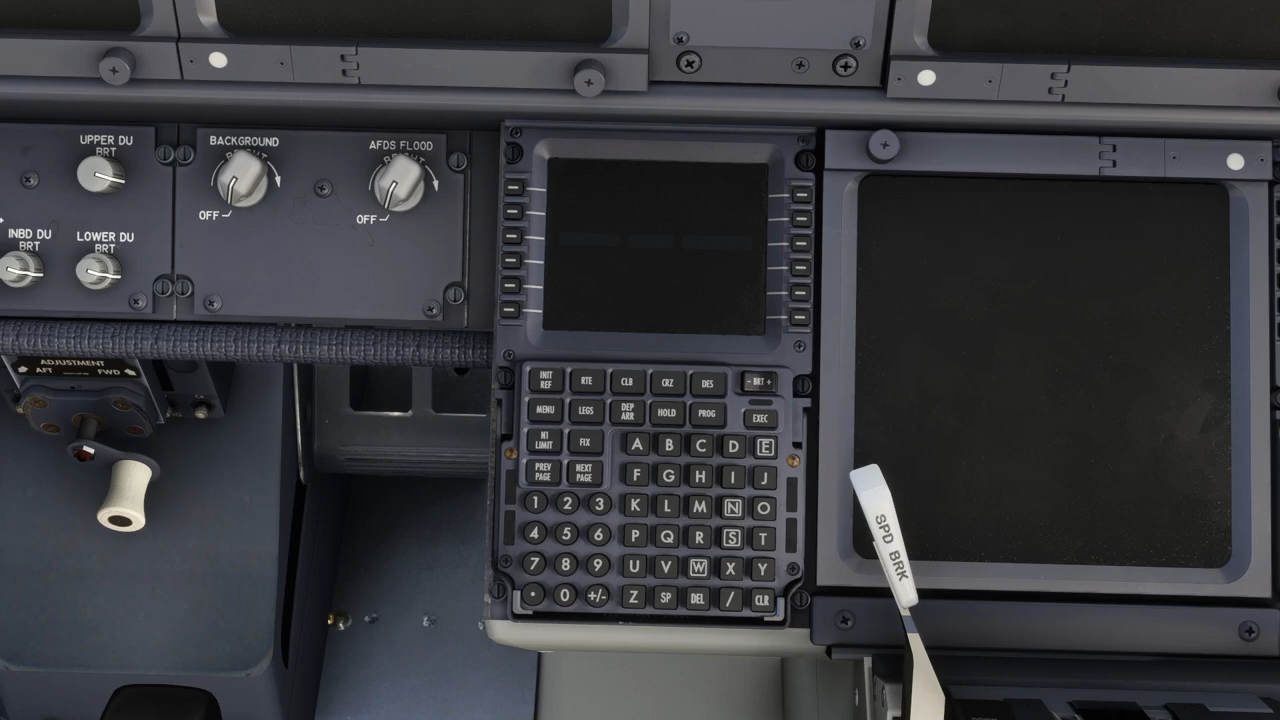 UPPER DU
BRT
BACKGROUND
AFDS FLOOD
OFF
OFF
INBD DU
BRT
LOWER DU
BRT
ADJUSTMENT
AFT FWD
INIT
REF
RTE
CLB
CRZ
DES
- BRT +
MENU
LEGS
DEP
ARR
HOLD
PROG
EXEC
N1
LIMIT
FIX
A B C D E
PREV
PAGE
NEXT
PAGE
F G H I J
1 2 3 K L M N O
4 5 6 P Q R S T
7 8 9 U V W X Y
. 0 +/- Z SP DEL / CLR
SPD BRK